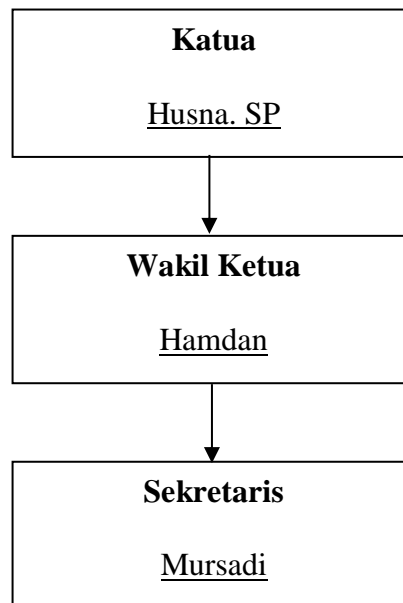 Katua
Husna. SP
Wakil Ketua
Hamdan
Sekretaris
Mursadi